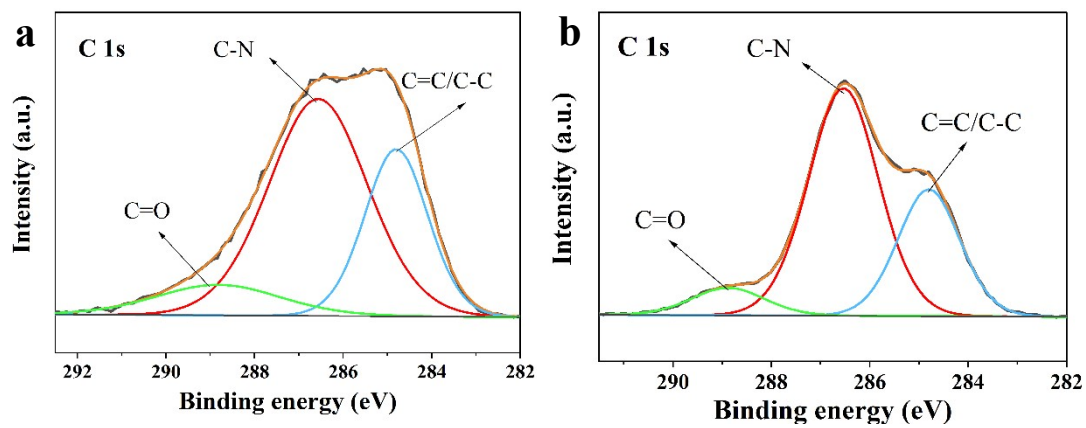 a
C 1s
C-N
C=C/C-C
C=O
Intensity (a.u.)
292 290 288 286 284 282
Binding energy (eV)
b
C 1s
C-N
C=C/C-C
C=O
Intensity (a.u.)
290 288 286 284 282
Binding energy (eV)